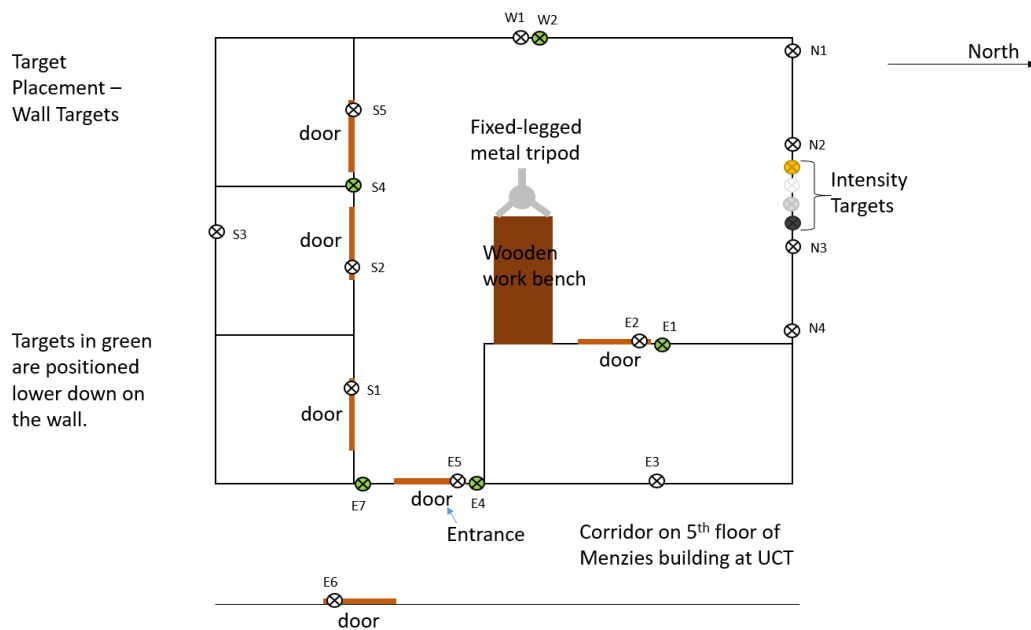 W1
W2
N1
North
Target
Placement –
Wall Targets
S5
door
Fixed-legged
metal tripod
N2
S4
Intensity
Targets
S3
door
S2
Wooden
work bench
N3
Targets in green
are positioned
lower down on
the wall.
E2
E1
N4
door
S1
door
E5
E3
E7
door
E4
Entrance
Corridor on 5th floor of
Menzies building at UCT
E6
door